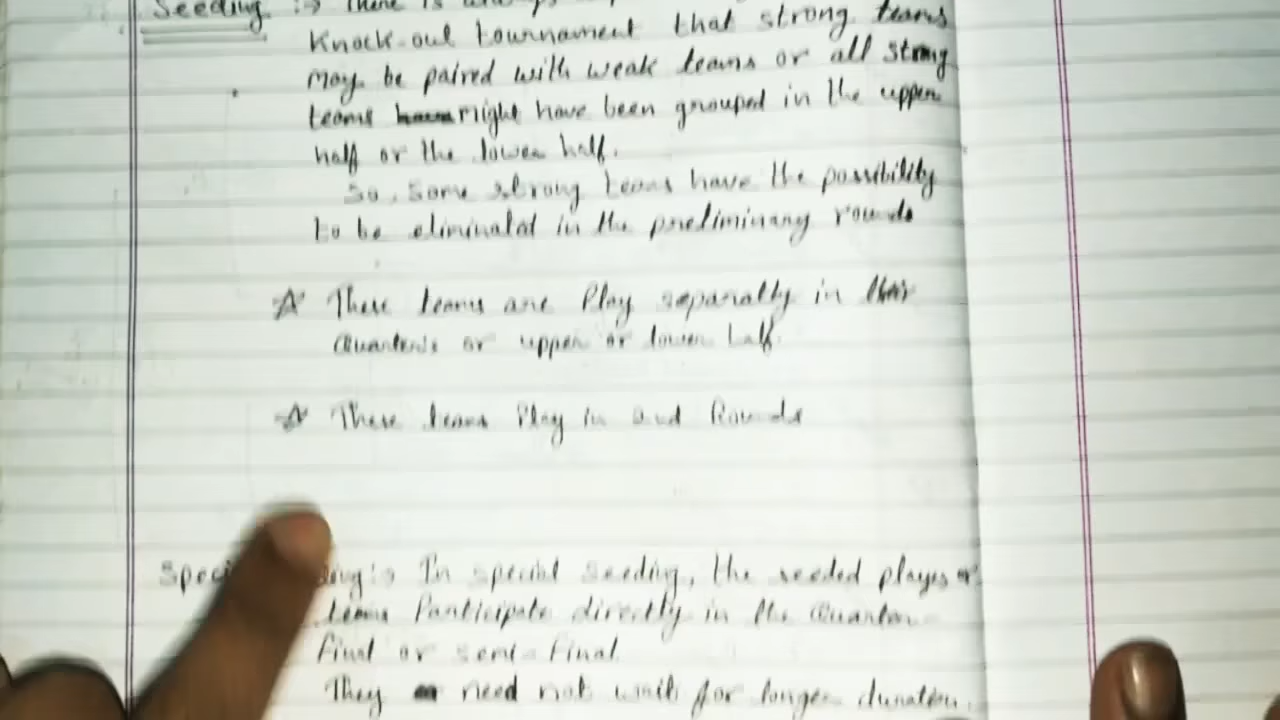 Seeding :→ There is always
Knock-out tournament that strong teams
may be paired with weak teams or all strong
teams might have been grouped in the upper
half or the lower half.
So, some strong teams have the possibility
to be eliminated in the preliminary rounds
☆ These teams are Play separatly in their
Quarters or upper or lower half.
☆ These teams Play in 2nd Rounds
In special seeding, the seeded playes or
teams Participate directly in the Quarter-
final or semi-final.
They need not wait for longer duration.